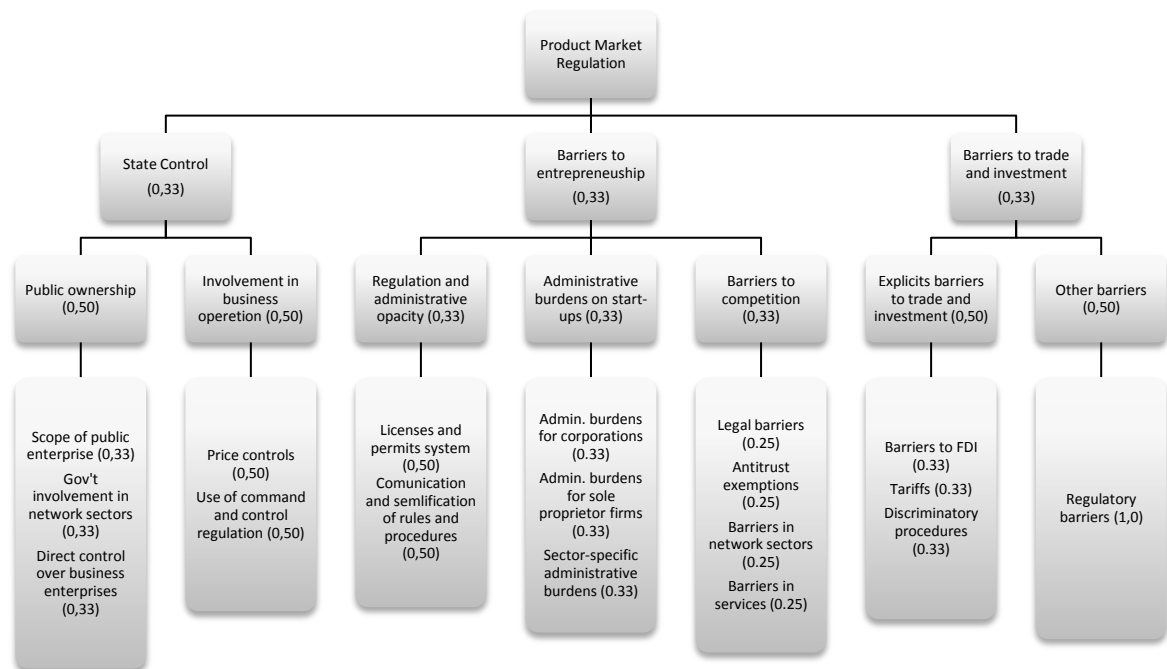 Product Market
Regulation
State Control
(0,33)
Barriers to
entrepreneuship
(0,33)
Barriers to trade
and investment
(0,33)
Public ownership
(0,50)
Involvement in
business
operetion (0,50)
Regulation and
administrative
opacity (0,33)
Administrative
burdens on start-
ups (0,33)
Barriers to
competition
(0,33)
Explicits barriers
to trade and
investment (0,50)
Other barriers
(0,50)
Scope of public
enterprise (0,33)
Gov't
involvement in
network sectors
(0,33)
Direct control
over business
enterprises
(0,33)
Price controls
(0,50)
Use of command
and control
regulation (0,50)
Licenses and
permits system
(0,50)
Comunication
and semlification
of rules and
procedures
(0,50)
Admin. burdens
for corporations
(0.33)
Admin. burdens
for sole
proprietor firms
(0.33)
Sector-specific
administrative
burdens (0.33)
Legal barriers
(0.25)
Antitrust
exemptions
(0.25)
Barriers in
network sectors
(0.25)
Barriers in
services (0.25)
Barriers to FDI
(0.33)
Tariffs (0.33)
Discriminatory
procedures
(0.33)
Regulatory
barriers (1,0)